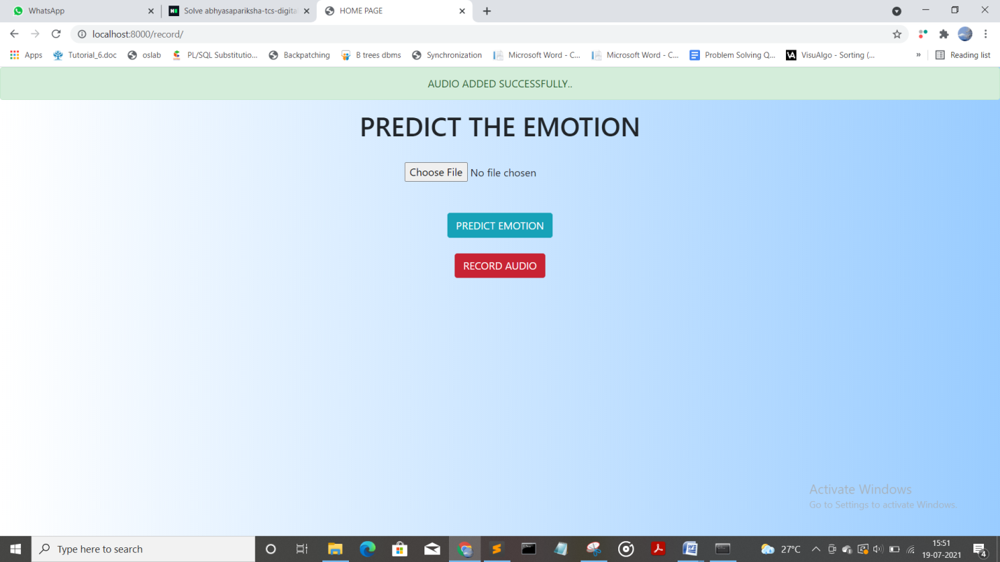 WhatsApp
Solve abhyasapariksha-tcs-digita
HOME PAGE
localhost:8000/record/
Apps
Tutorial_6.doc
oslab
PL/SQL Substitutio...
Backpatching
B trees dbms
Synchronization
Microsoft Word - C...
Microsoft Word - C...
Problem Solving Q...
VisuAlgo - Sorting (...
»
Reading list
AUDIO ADDED SUCCESSFULLY..
PREDICT THE EMOTION
Choose File No file chosen
PREDICT EMOTION
RECORD AUDIO
Activate Windows
Go to Settings to activate Windows.
Type here to search
27°C
15:51
19-07-2021
4